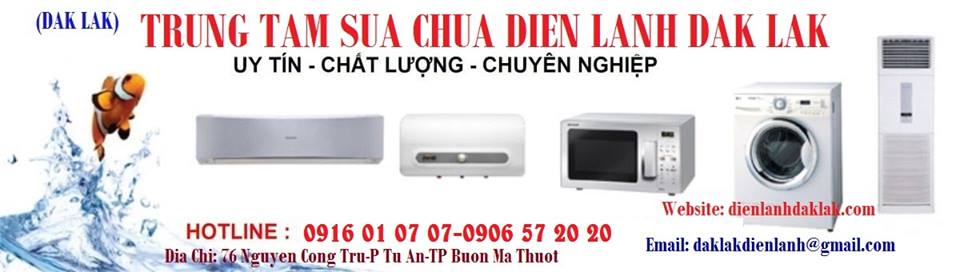 (DAK LAK)
TRUNG TAM SUA CHUA DIEN LANH DAK LAK
UY TÍN - CHẤT LƯỢNG - CHUYÊN NGHIỆP
Website: dienlanhdaklak.com
HOTLINE : 0916 01 07 07-0906 57 20 20
Dia Chi: 76 Nguyen Cong Tru-P Tu An-TP Buon Ma Thuot
Email: daklakdienlanh@gmail.com